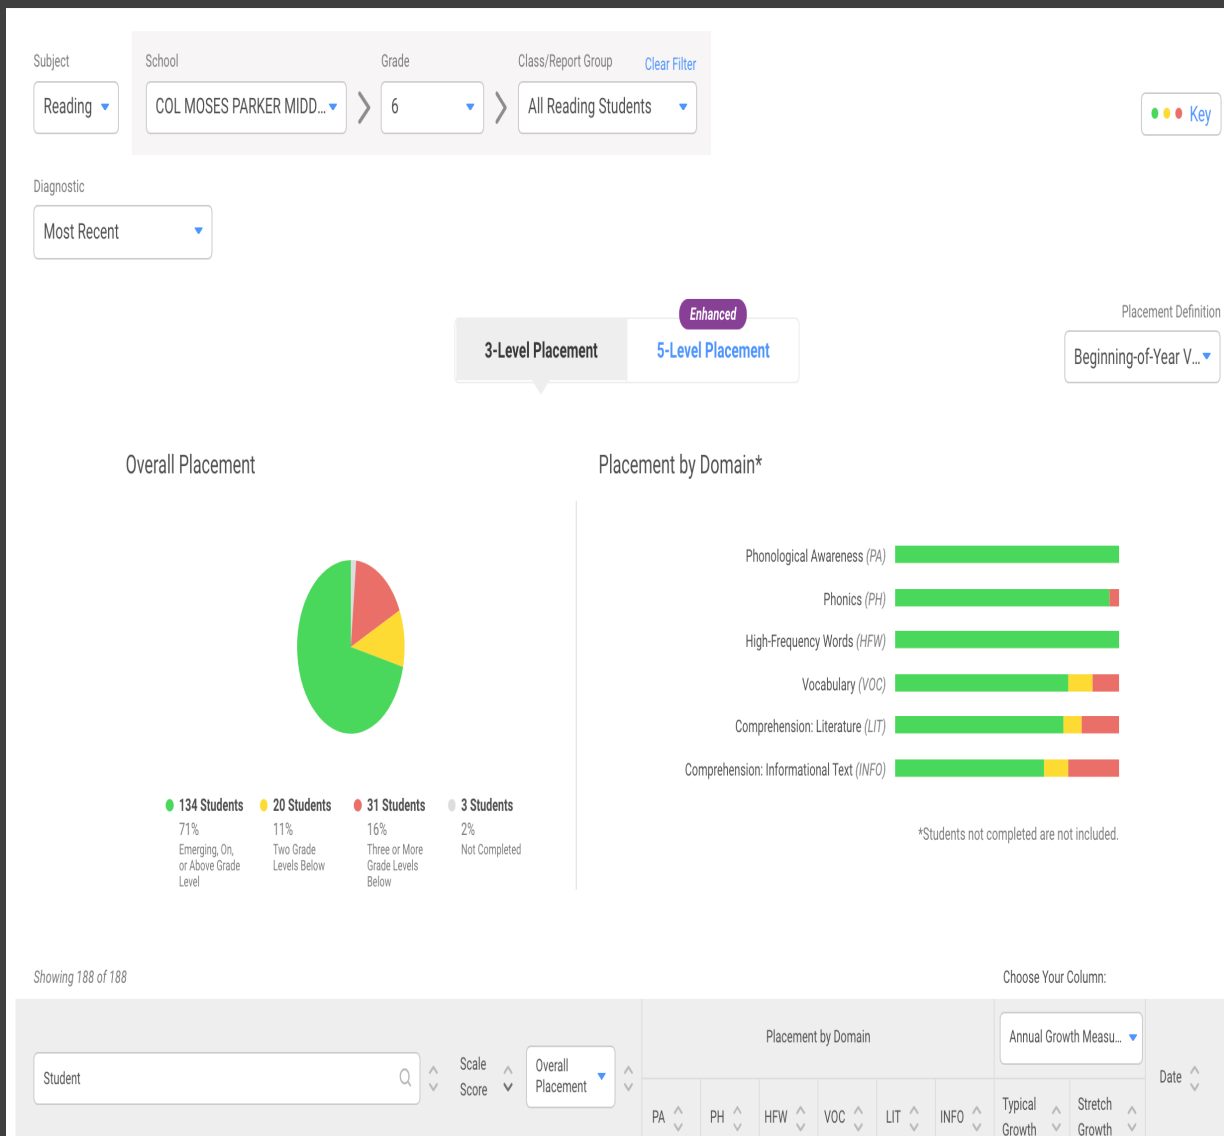 Subject
School
Grade
Class/Report Group
Clear Filter
Reading
COL MOSES PARKER MIDD...
6
All Reading Students
Key
Diagnostic
Most Recent
Enhanced
3-Level Placement
5-Level Placement
Placement Definition
Beginning-of-Year V...
Overall Placement
134 Students
71%
Emerging, On,
or Above Grade
Level
20 Students
11%
Two Grade
Levels Below
31 Students
16%
Three or More
Grade Levels
Below
3 Students
2%
Not Completed
Placement by Domain*
Phonological Awareness (PA)
Phonics (PH)
High-Frequency Words (HFW)
Vocabulary (VOC)
Comprehension: Literature (LIT)
Comprehension: Informational Text (INFO)
*Students not completed are not included.
Showing 188 of 188
Choose Your Column:
Student
Scale
Score
Overall
Placement
Placement by Domain
PA
PH
HFW
VOC
LIT
INFO
Annual Growth Measu...
Typical
Growth
Stretch
Growth
Date